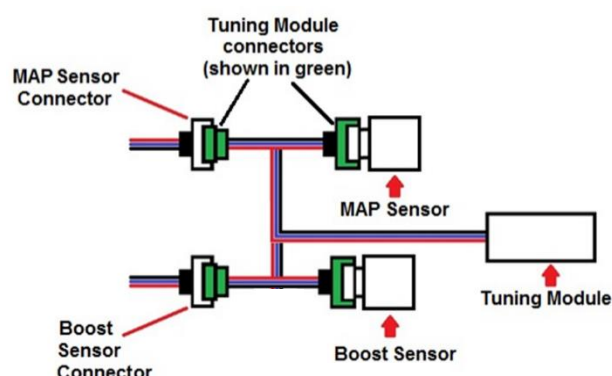 Tuning Module
connectors
(shown in green)
MAP Sensor
Connector
MAP Sensor
Tuning Module
Boost
Sensor
Connector
Boost Sensor